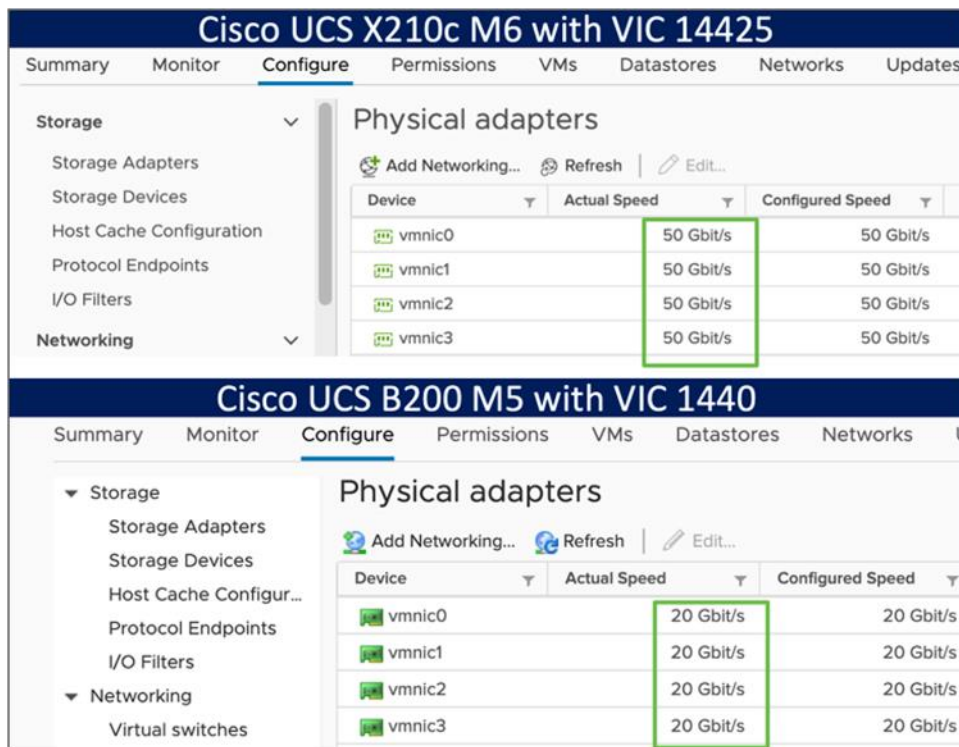 Cisco UCS X210c M6 with VIC 14425
Summary Monitor Configure Permissions VMs Datastores Networks Updates
Storage
Storage Adapters
Storage Devices
Host Cache Configuration
Protocol Endpoints
I/O Filters
Networking
Physical adapters
Add Networking... Refresh Edit...
Device Actual Speed Configured Speed
vmnic0 50 Gbit/s 50 Gbit/s
vmnic1 50 Gbit/s 50 Gbit/s
vmnic2 50 Gbit/s 50 Gbit/s
vmnic3 50 Gbit/s 50 Gbit/s
Cisco UCS B200 M5 with VIC 1440
Summary Monitor Configure Permissions VMs Datastores Networks
Storage
Storage Adapters
Storage Devices
Host Cache Configur...
Protocol Endpoints
I/O Filters
Networking
Virtual switches
Physical adapters
Add Networking... Refresh Edit...
Device Actual Speed Configured Speed
vmnic0 20 Gbit/s 20 Gbit/s
vmnic1 20 Gbit/s 20 Gbit/s
vmnic2 20 Gbit/s 20 Gbit/s
vmnic3 20 Gbit/s 20 Gbit/s